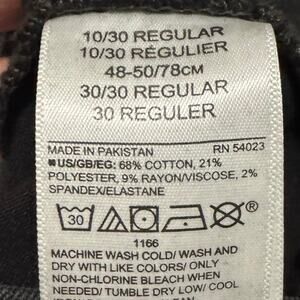 10/30 REGULAR
10/30 RÉGULIER
48-50/78CM
30/30 REGULAR
30 REGULER
MADE IN PAKISTAN RN 54023
■US/GB/EG: 68% COTTON, 21%
POLYESTER, 9% RAYON/VISCOSE, 2%
SPANDEX/ELASTANE
30
1166
MACHINE WASH COLD/ WASH AND
DRY WITH LIKE COLORS/ ONLY
NON-CHLORINE BLEACH WHEN
NEEDED/ TUMBLE DRY LOW/ COOL